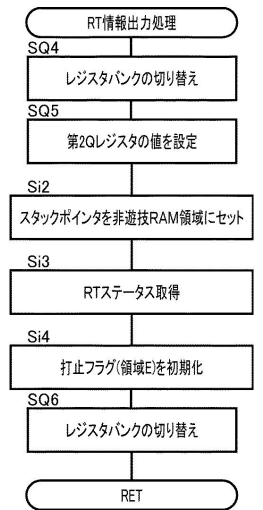 RT情報出力処理
SQ4
レジスタバンクの切り替え
SQ5
第2Qレジスタの値を設定
Si2
スタックポインタを非遊技RAM領域にセット
Si3
RTステータス取得
Si4
打止フラグ(領域E)を初期化
SQ6
レジスタバンクの切り替え
RET